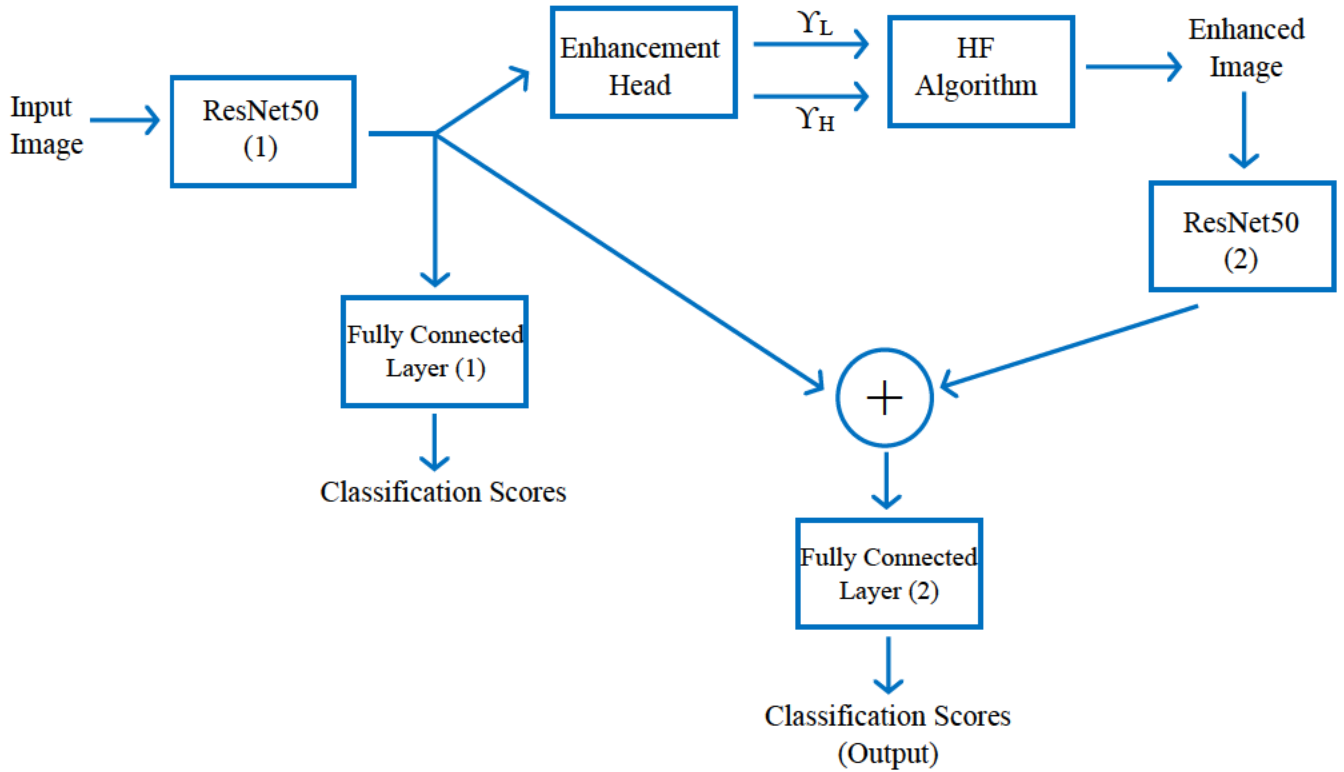 Input
Image
ResNet50
(1)
Enhancement
Head
ϒL
ϒH
HF
Algorithm
Enhanced
Image
ResNet50
(2)
Fully Connected
Layer (1)
Classification Scores
+
Fully Connected
Layer (2)
Classification Scores
(Output)